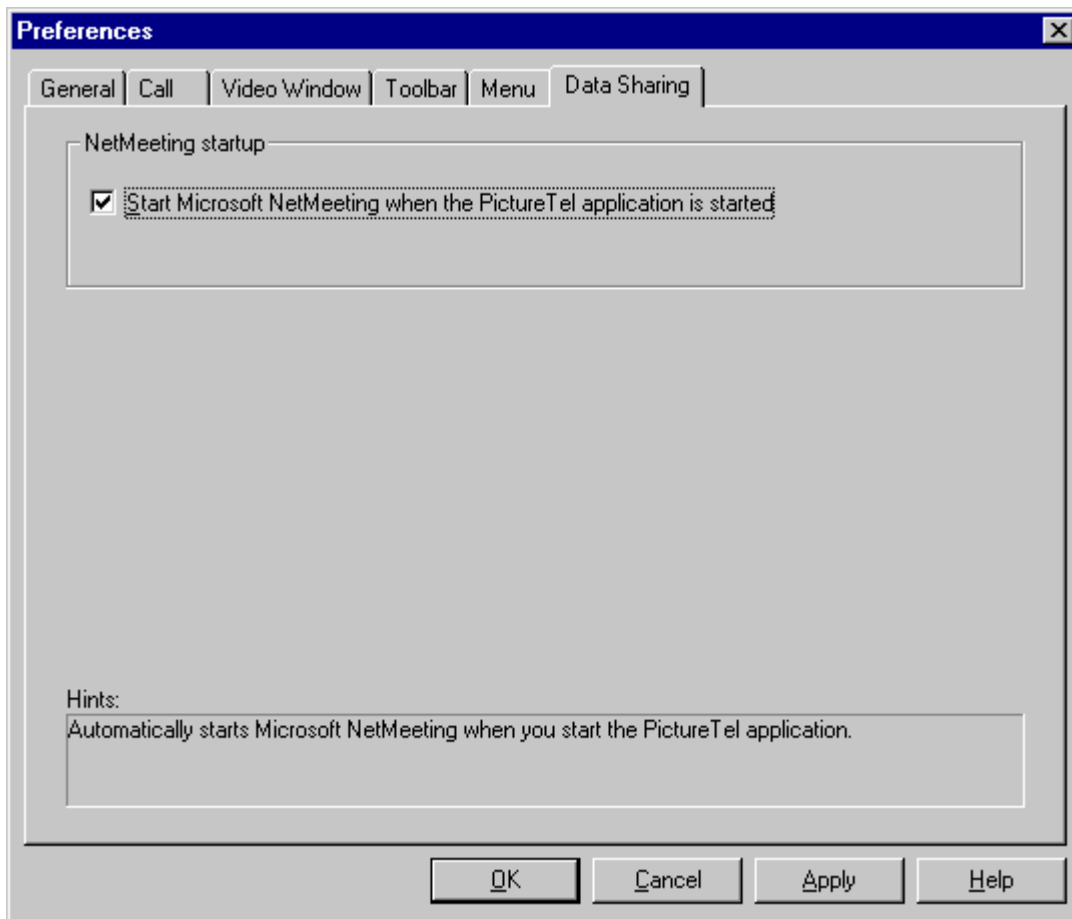 Preferences
General Call Video Window Toolbar Menu Data Sharing
NetMeeting startup
Start Microsoft NetMeeting when the PictureTel application is started
Hints:
Automatically starts Microsoft NetMeeting when you start the PictureTel application.
OK Cancel Apply Help